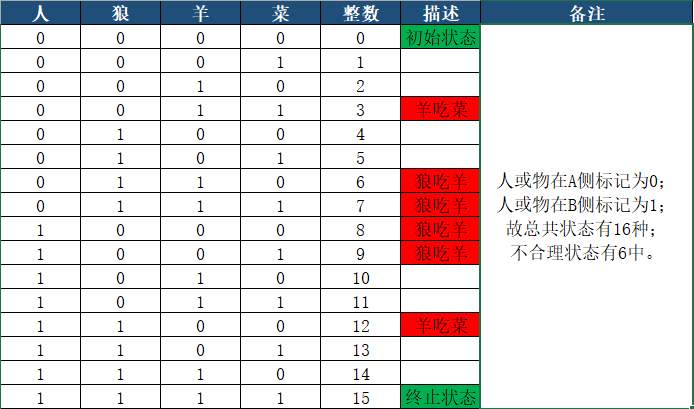 人 狼 羊 菜 整数 描述 备注
0 0 0 0 0 初始状态
0 0 0 1 1
0 0 1 0 2
0 0 1 1 3 羊吃菜
0 1 0 0 4
0 1 0 1 5
0 1 1 0 6 狼吃羊
0 1 1 1 7 狼吃羊
1 0 0 0 8 狼吃羊
1 0 0 1 9 狼吃羊
1 0 1 0 10
1 0 1 1 11
1 1 0 0 12 羊吃菜
1 1 0 1 13
1 1 1 0 14
1 1 1 1 15 终止状态
人或物在A侧标记为0;
人或物在B侧标记为1;
故总共状态有16种;
不合理状态有6中。